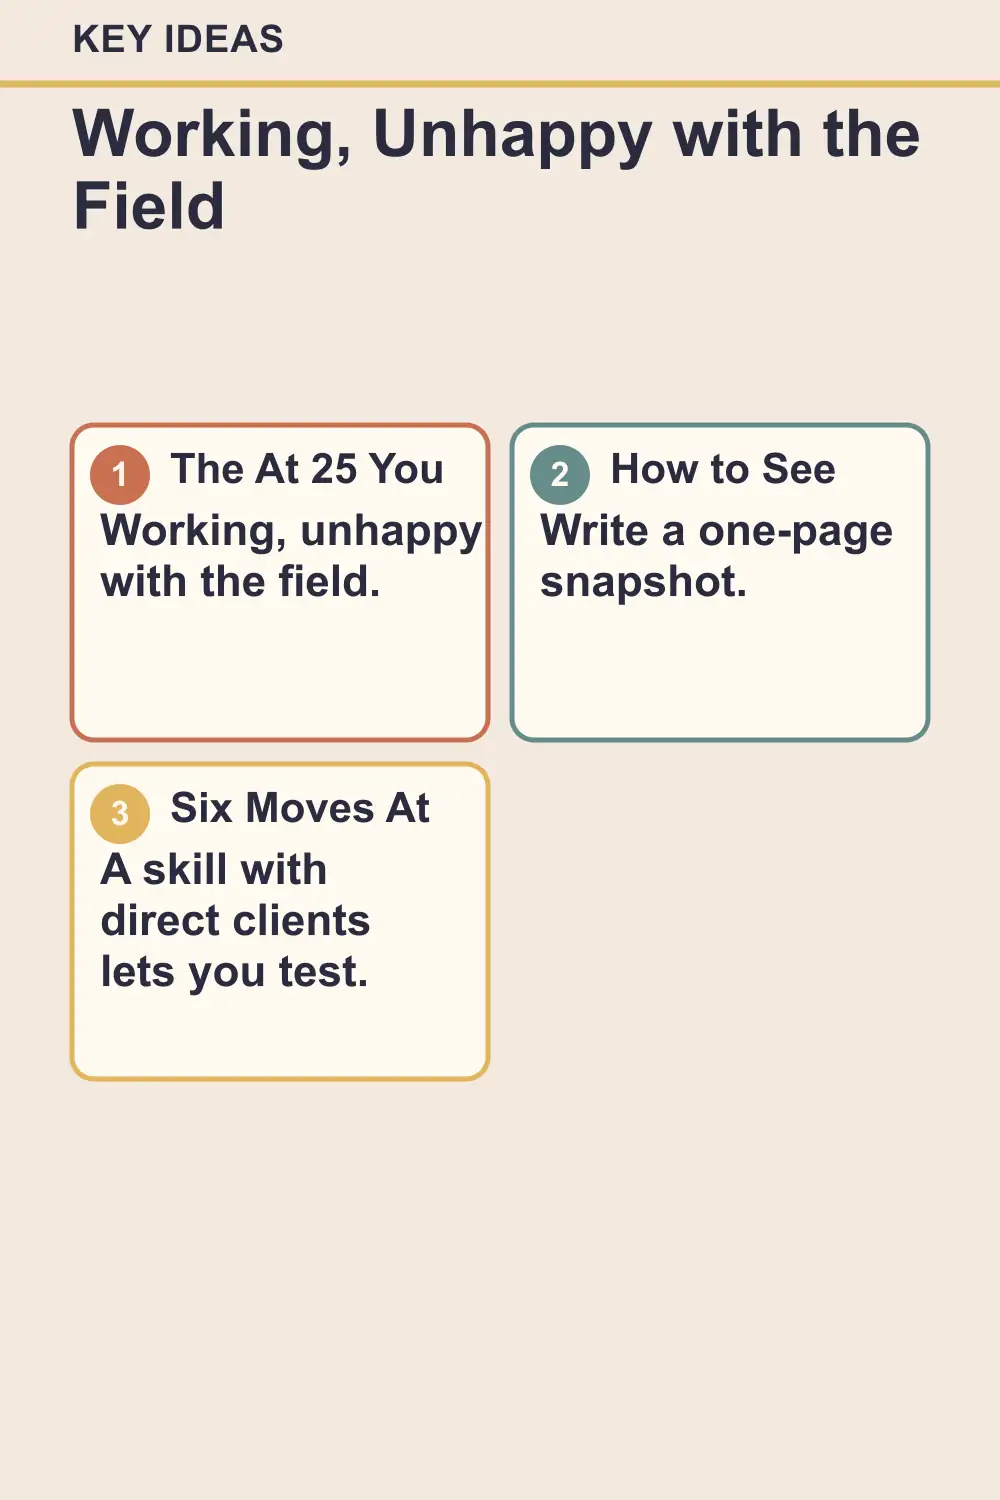 KEY IDEAS
Working, Unhappy with the
Field
1 The At 25 You
Working, unhappy
with the field.
2 How to See
Write a one-page
snapshot.
3 Six Moves At
A skill with
direct clients
lets you test.